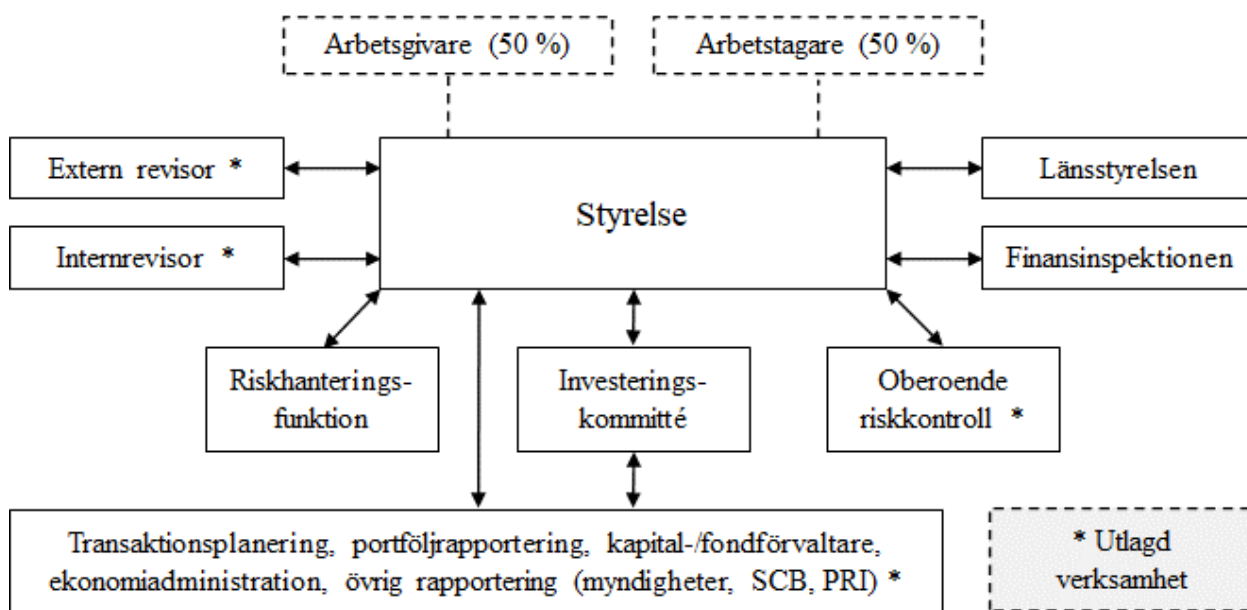 Arbetsgivare (50 %)
Arbetstagare (50 %)
Extern revisor *
Styrelse
Länsstyrelsen
Internrevisor *
Finansinspektionen
Riskhanterings-
funktion
Investerings-
kommitté
Oberoende
riskkontroll *
Transaktionsplanering, portföljrapportering, kapital-/fondförvaltare,
ekonomiadministration, övrig rapportering (myndigheter, SCB, PRI) *
* Utlagd
verksamhet